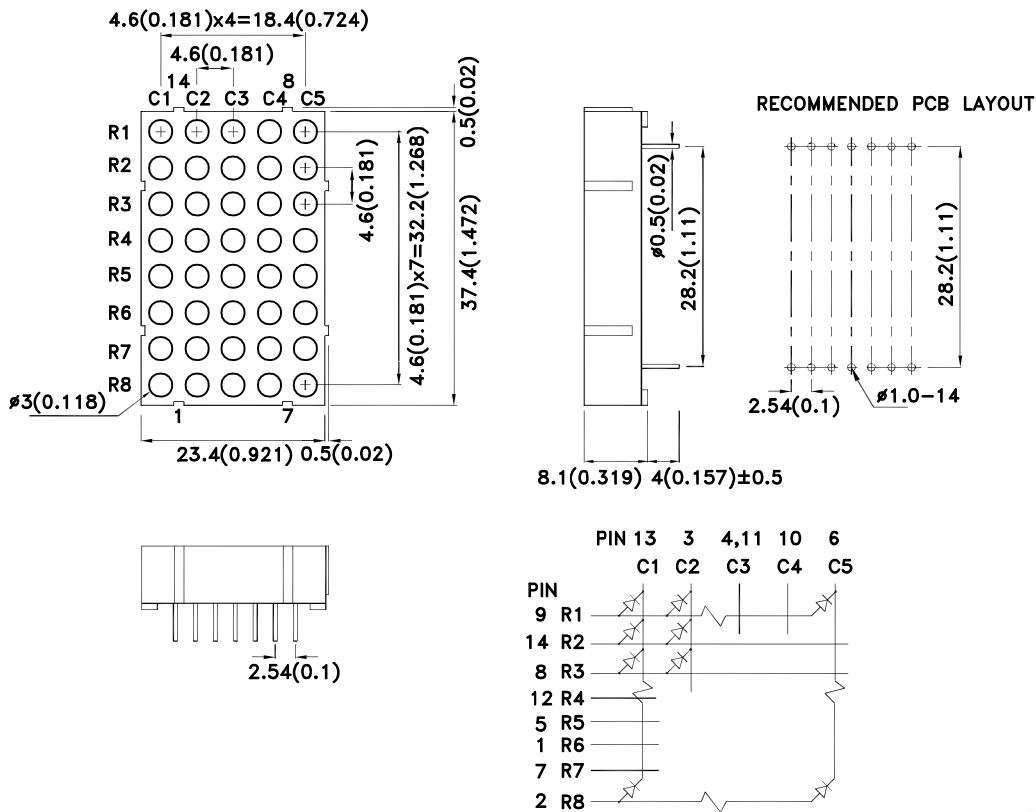 4.6(0.181)x4=18.4(0.724)
4.6(0.181)
14 8
C1 C2 C3 C4 C5
R1
R2
R3
R4
R5
R6
R7
R8
ø3(0.118)
1 7
23.4(0.921) 0.5(0.02)
4.6(0.181)
4.6(0.181)x7=32.2(1.268)
0.5(0.02)
37.4(1.472)
ø0.5(0.02)
28.2(1.11)
8.1(0.319) 4(0.157)±0.5
RECOMMENDED PCB LAYOUT
28.2(1.11)
2.54(0.1)
ø1.0-14
2.54(0.1)
PIN 13 3 4,11 10 6
C1 C2 C3 C4 C5
PIN
9 R1
14 R2
8 R3
12 R4
5 R5
1 R6
7 R7
2 R8